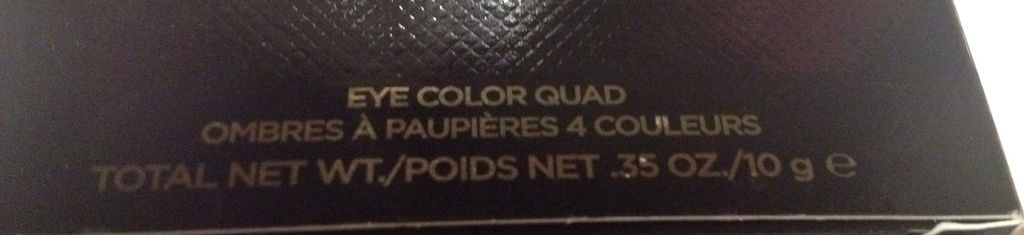 EYE COLOR QUAD
OMBRES À PAUPIÈRES 4 COULEURS
TOTAL NET WT./POIDS NET .35 OZ./10 g ℮